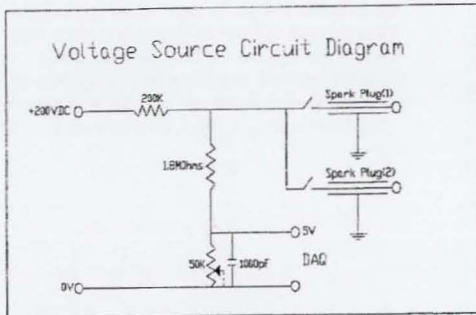 Voltage Source Circuit Diagram
200K
Spark Plug(1)
+200VDC
1.8MOhms
Spark Plug(2)
5V
50K
1000pF
DAQ
0V